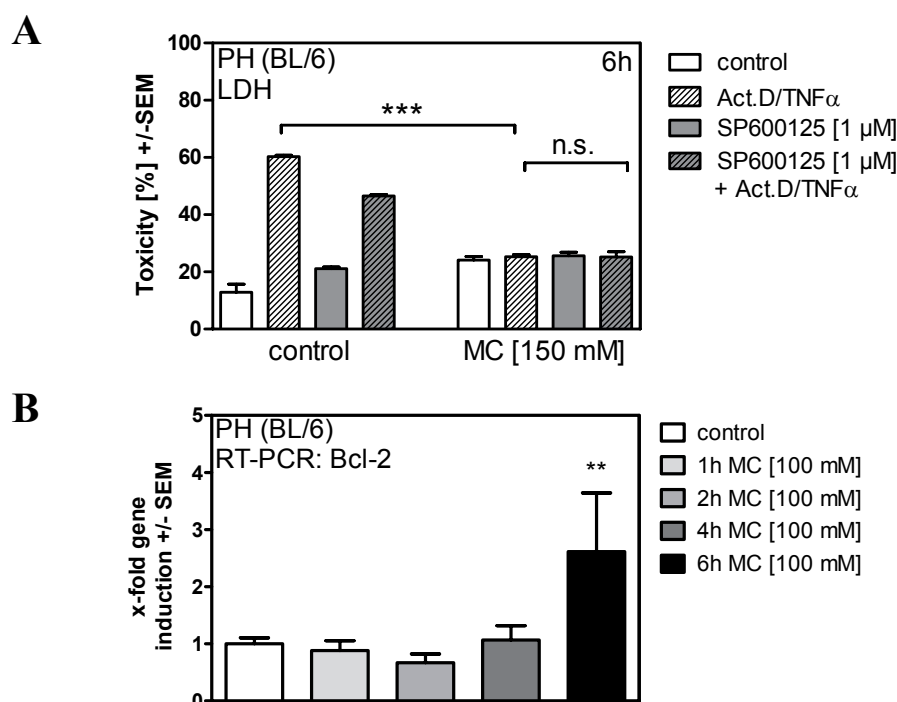 A
PH (BL/6)
LDH
6h
***
n.s.
Toxicity [%] +/-SEM
100
80
60
40
20
0
control
MC [150 mM]
control
Act.D/TNFα
SP600125 [1 µM]
SP600125 [1 µM]
+ Act.D/TNFα
B
PH (BL/6)
RT-PCR: Bcl-2
**
x-fold gene
induction +/- SEM
5
4
3
2
1
0
control
1h MC [100 mM]
2h MC [100 mM]
4h MC [100 mM]
6h MC [100 mM]